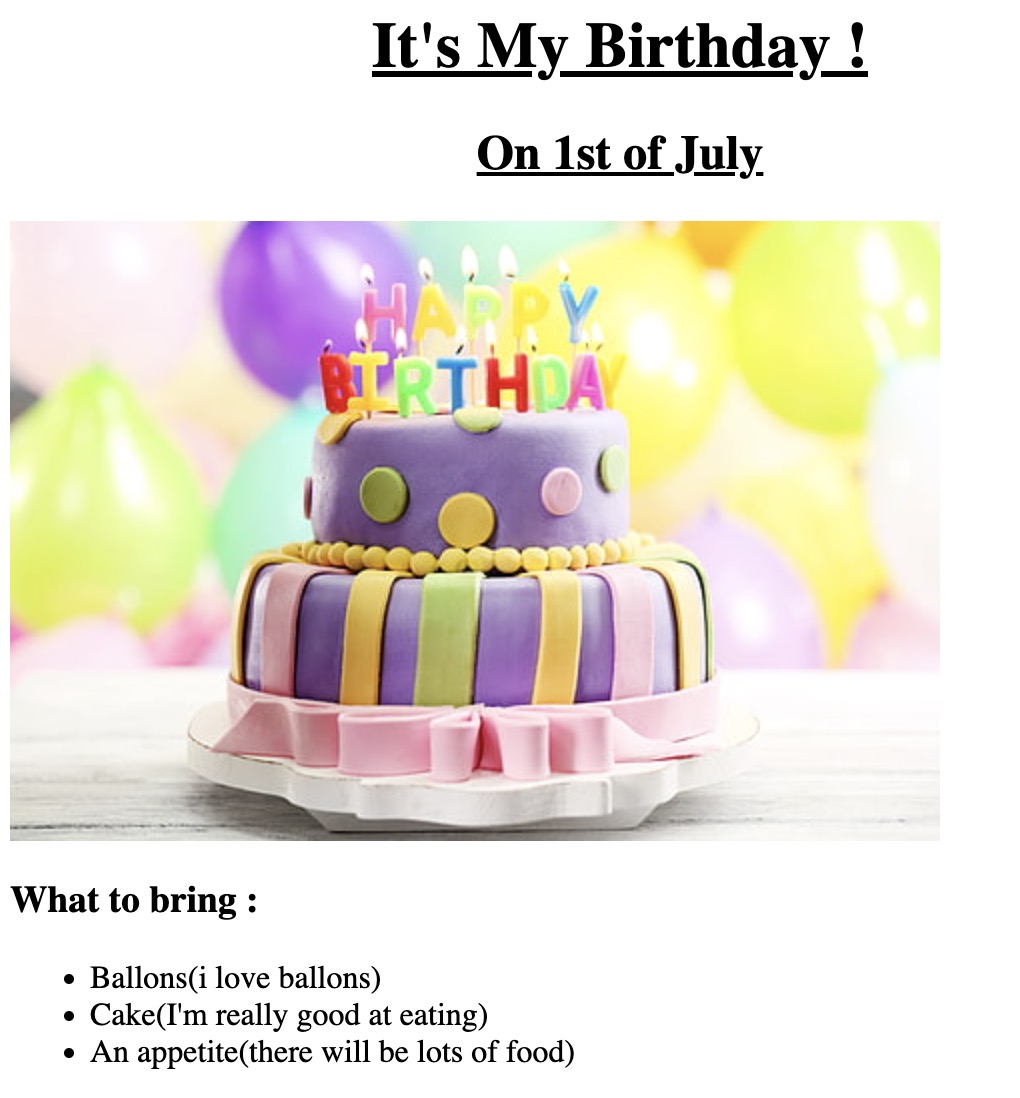 It's My Birthday !
On 1st of July
HAPPY
BIRTHDAY
What to bring :
Ballons(i love ballons)
Cake(I'm really good at eating)
An appetite(there will be lots of food)